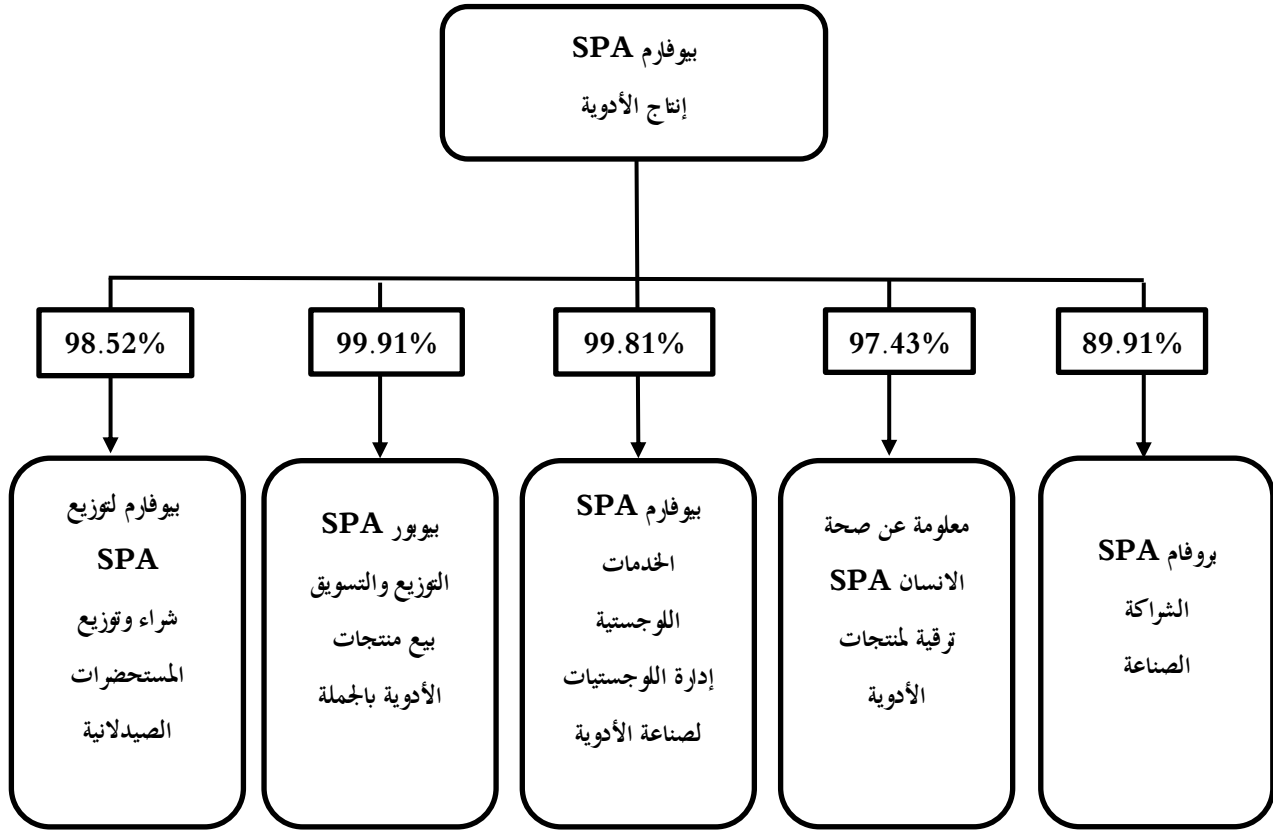 بيوفارم SPA
إنتاج الأدوية
98.52%
99.91%
99.81%
97.43%
89.91%
بيوفارم لتوزيع
SPA
شراء وتوزيع
المستحضرات
الصيدلانية
بيوبور SPA
التوزيع والتسويق
بيع منتجات
الأدوية بالجملة
بيوفارم SPA
الخدمات
اللوجستية
إدارة اللوجستيات
لصناعة الأدوية
معلومة عن صحة
الانسان SPA
ترقية لمنتجات
الأدوية
بروفام SPA
الشراكة
الصناعة